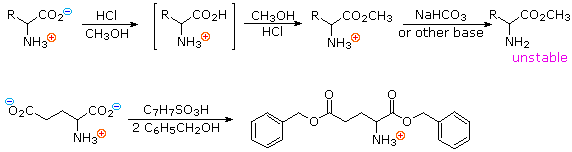 R CO₂⊖ NH₃⊕ HCl CH₃OH R CO₂H NH₃⊕ CH₃OH HCl R CO₂CH₃ NH₃⊕ NaHCO₃ or other base R CO₂CH₃ NH₂
unstable
⊖O₂C CO₂⊖ NH₃⊕ C₇H₇SO₃H 2 C₆H₅CH₂OH O O O O NH₃⊕